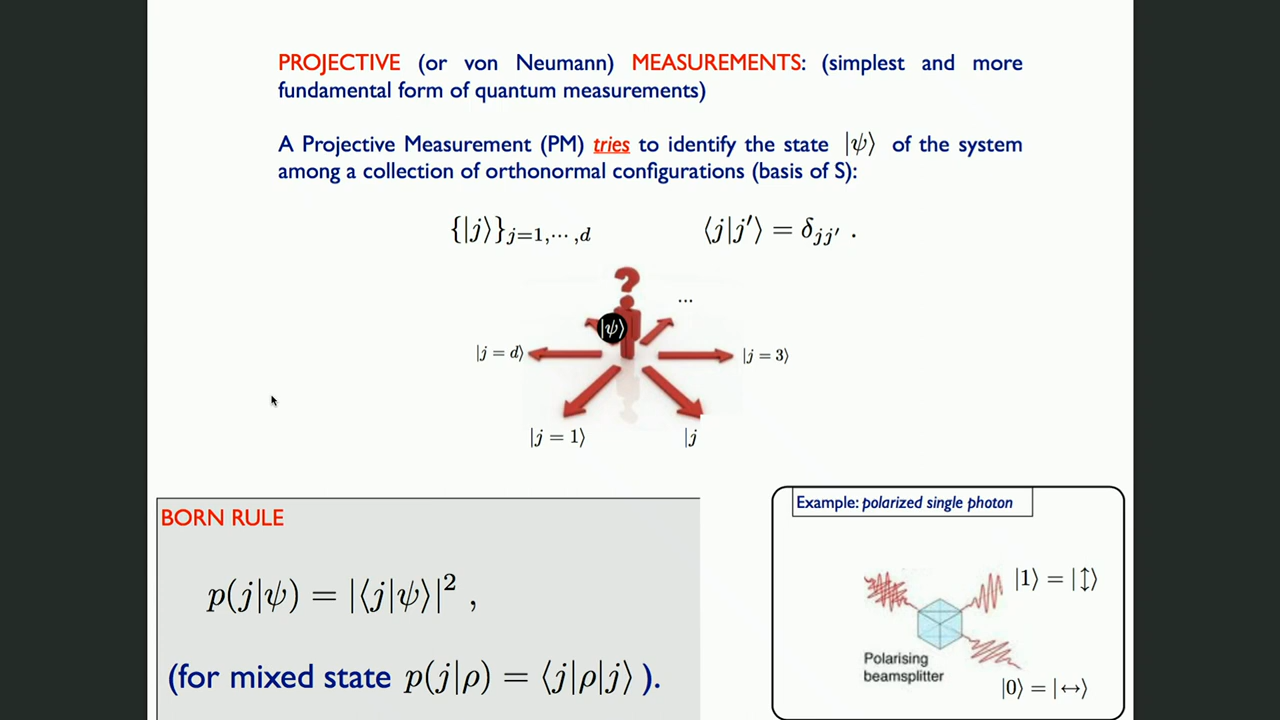 PROJECTIVE (or von Neumann) MEASUREMENTS: (simplest and more
fundamental form of quantum measurements)
A Projective Measurement (PM) tries to identify the state |ψ⟩ of the system
among a collection of orthonormal configurations (basis of S):
{|j⟩}j=1,⋯,d ⟨j|j′⟩ = δjj′ .
?
...
|ψ⟩
|j = d⟩ |j = 3⟩
|j = 1⟩ |j
BORN RULE
p(j|ψ) = |⟨j|ψ⟩|² ,
(for mixed state p(j|ρ) = ⟨j|ρ|j⟩ ).
Example: polarized single photon
|1⟩ = |↕⟩
Polarising
beamsplitter
|0⟩ = |↔⟩